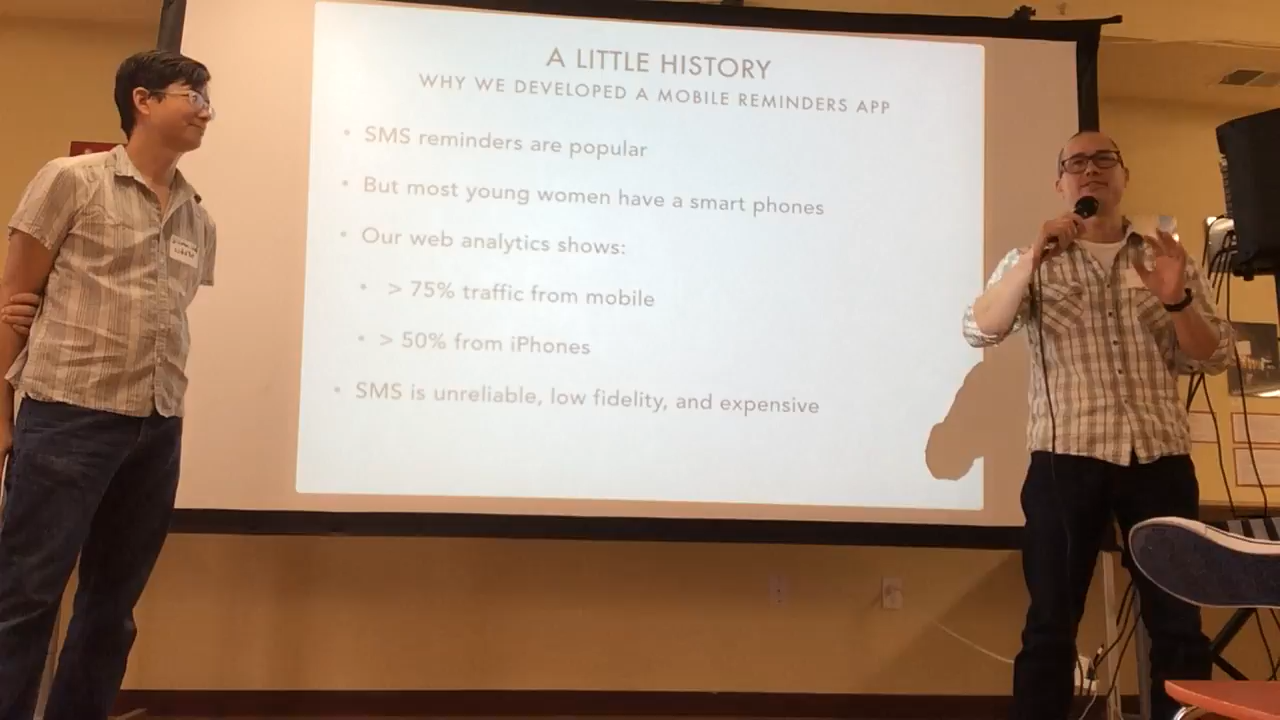 A LITTLE HISTORY
WHY WE DEVELOPED A MOBILE REMINDERS APP
• SMS reminders are popular
• But most young women have a smart phones
• Our web analytics shows:
• > 75% traffic from mobile
• > 50% from iPhones
• SMS is unreliable, low fidelity, and expensive